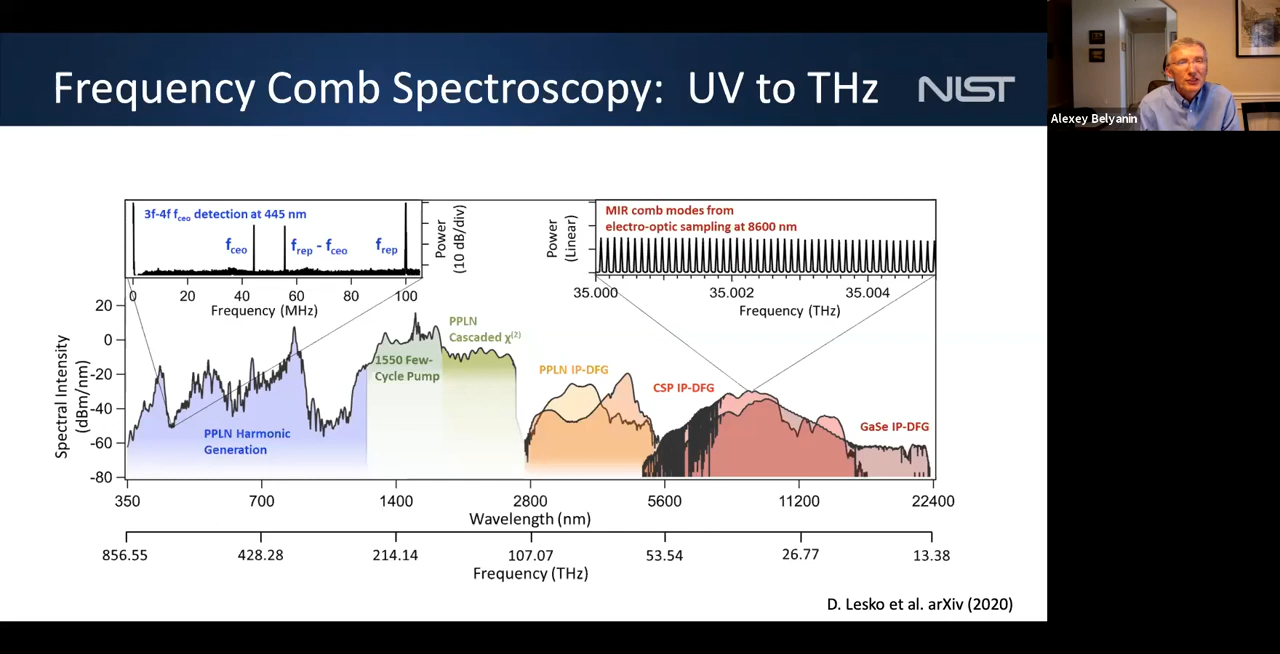 Frequency Comb Spectroscopy: UV to THz
NIST
Alexey Belyanin
3f-4f fceo detection at 445 nm
fceo
frep - fceo
frep
Power
(10 dB/div)
0 20 40 60 80 100
Frequency (MHz)
Power
(Linear)
MIR comb modes from
electro-optic sampling at 8600 nm
35.000 35.002 35.004
Frequency (THz)
Spectral Intensity
(dBm/nm)
20
0
-20
-40
-60
-80
PPLN Harmonic
Generation
1550 Few-
Cycle Pump
PPLN
Cascaded χ(2)
PPLN IP-DFG
CSP IP-DFG
GaSe IP-DFG
350 700 1400 2800 5600 11200 22400
Wavelength (nm)
856.55 428.28 214.14 107.07 53.54 26.77 13.38
Frequency (THz)
D. Lesko et al. arXiv (2020)